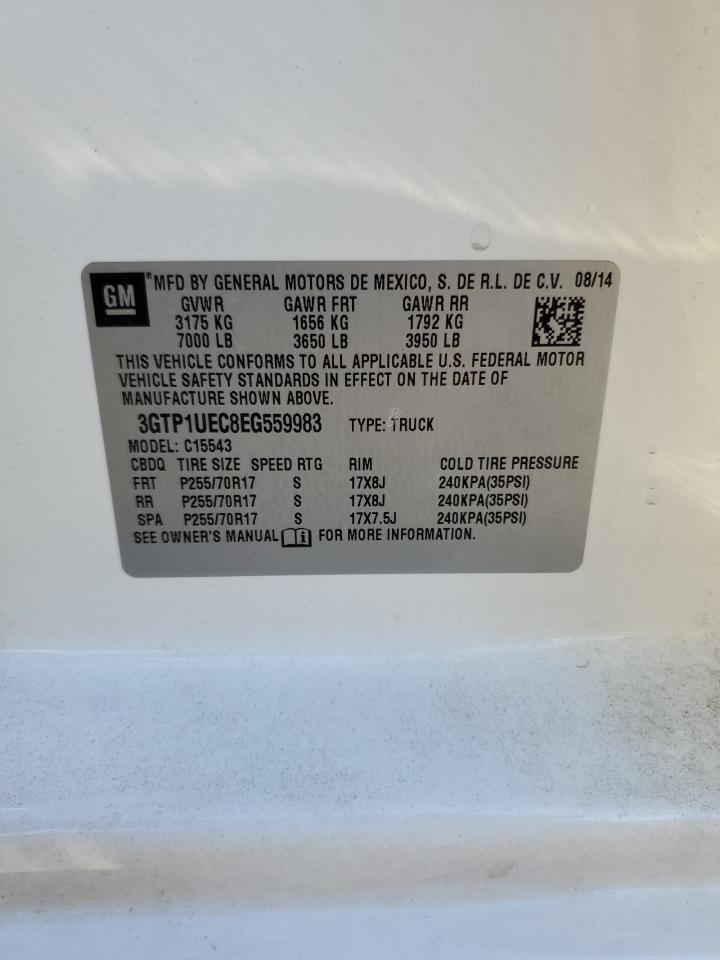 GM ® MFD BY GENERAL MOTORS DE MEXICO, S. DE R.L. DE C.V. 08/14
GVWR GAWR FRT GAWR RR
3175 KG 1656 KG 1792 KG
7000 LB 3650 LB 3950 LB
THIS VEHICLE CONFORMS TO ALL APPLICABLE U.S. FEDERAL MOTOR
VEHICLE SAFETY STANDARDS IN EFFECT ON THE DATE OF
MANUFACTURE SHOWN ABOVE.
3GTP1UEC8EG559983 TYPE: TRUCK
MODEL: C15543
CBDQ TIRE SIZE SPEED RTG RIM COLD TIRE PRESSURE
FRT P255/70R17 S 17X8J 240KPA(35PSI)
RR P255/70R17 S 17X8J 240KPA(35PSI)
SPA P255/70R17 S 17X7.5J 240KPA(35PSI)
SEE OWNER'S MANUAL FOR MORE INFORMATION.